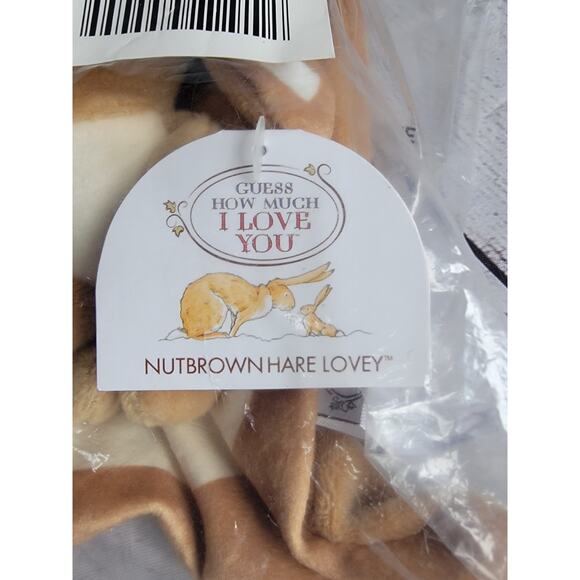 GUESS
HOW MUCH
I LOVE
YOU™
NUTBROWN HARE LOVEY™